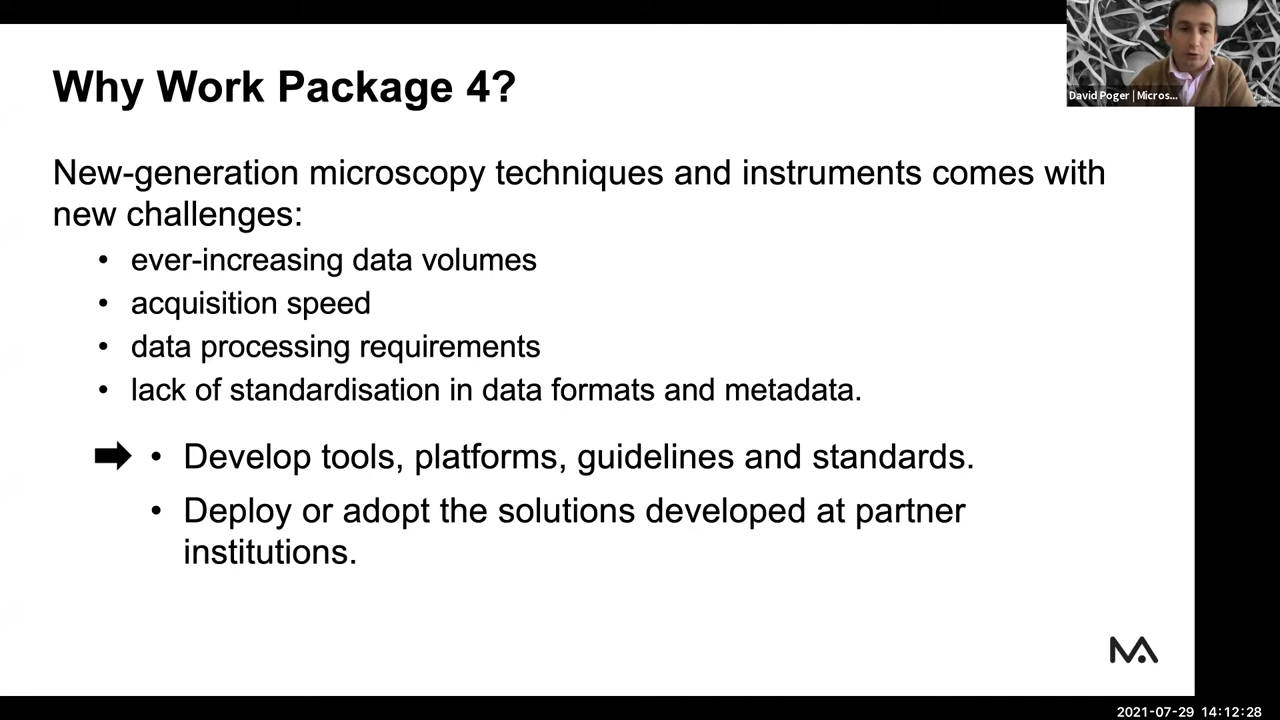 Why Work Package 4?
David Poger | Micros...
New-generation microscopy techniques and instruments comes with
new challenges:
• ever-increasing data volumes
• acquisition speed
• data processing requirements
• lack of standardisation in data formats and metadata.
• Develop tools, platforms, guidelines and standards.
• Deploy or adopt the solutions developed at partner
institutions.
MA
2021-07-29 14:12:28